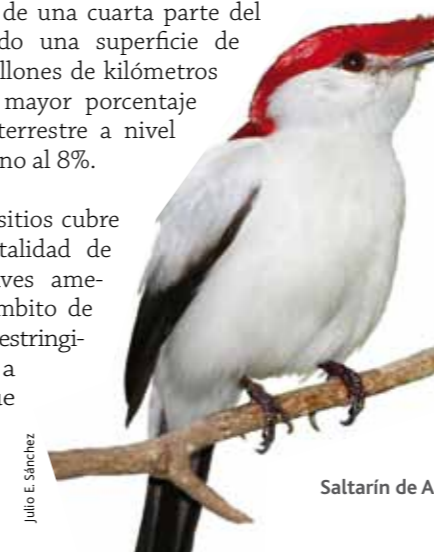 de una cuarta parte del
do una superficie de
llones de kilómetros
mayor porcentaje
terrestre a nivel
no al 8%.
sitios cubre
talidad de
ves ame-
mbito de
estringi-
a
ue
Julio E. Sánchez
Saltarín de A